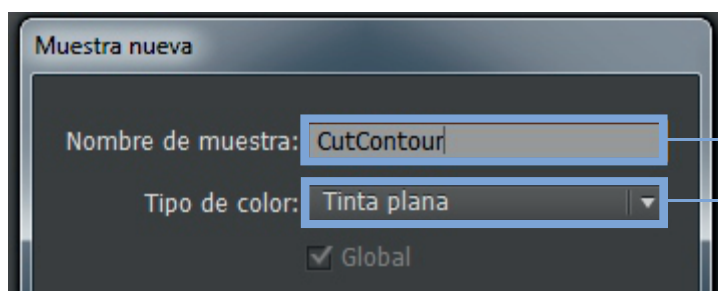 Muestra nueva
Nombre de muestra: CutContour
Tipo de color: Tinta plana
Global